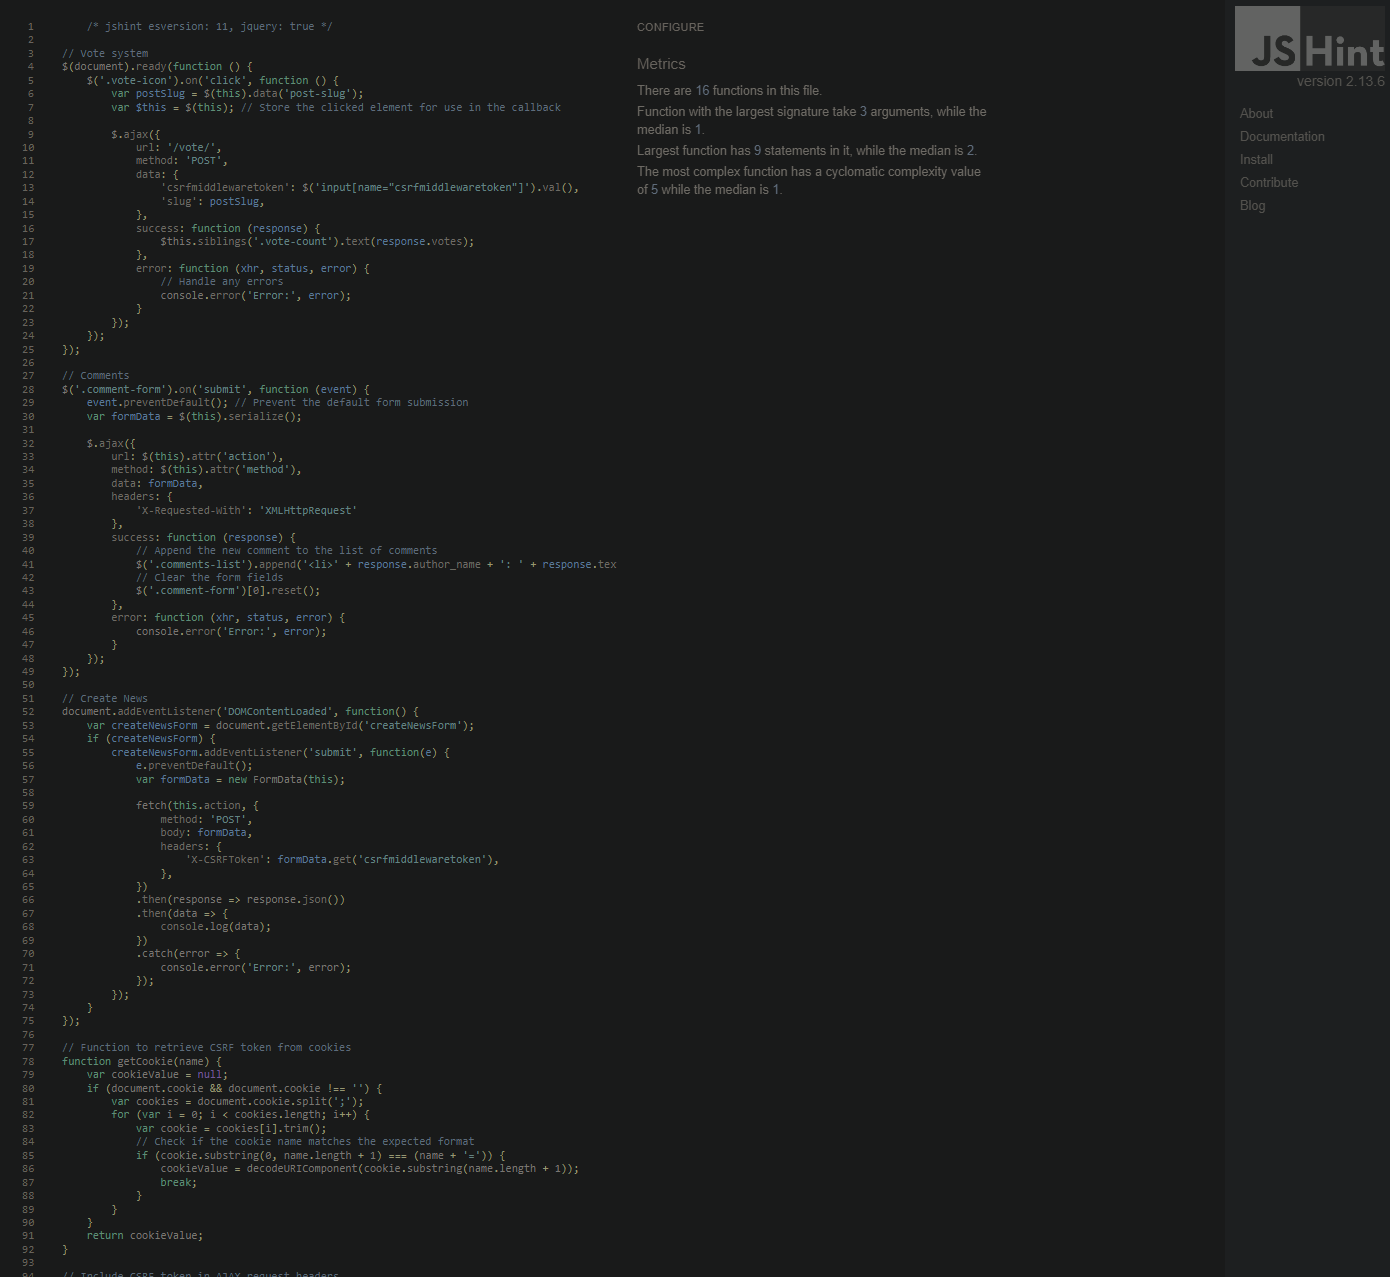 1 /* jshint esversion: 11, jquery: true */
2
3 // Vote system
4 $(document).ready(function () {
5 $('.vote-icon').on('click', function () {
6 var postSlug = $(this).data('post-slug');
7 var $this = $(this); // Store the clicked element for use in the callback
8
9 $.ajax({
10 url: '/vote/',
11 method: 'POST',
12 data: {
13 'csrfmiddlewaretoken': $('input[name="csrfmiddlewaretoken"]').val(),
14 'slug': postSlug,
15 },
16 success: function (response) {
17 $this.siblings('.vote-count').text(response.votes);
18 },
19 error: function (xhr, status, error) {
20 // Handle any errors
21 console.error('Error:', error);
22 }
23 });
24 });
25 });
26
27 // Comments
28 $('.comment-form').on('submit', function (event) {
29 event.preventDefault(); // Prevent the default form submission
30 var formData = $(this).serialize();
31
32 $.ajax({
33 url: $(this).attr('action'),
34 method: $(this).attr('method'),
35 data: formData,
36 headers: {
37 'X-Requested-With': 'XMLHttpRequest'
38 },
39 success: function (response) {
40 // Append the new comment to the list of comments
41 $('.comments-list').append('<li>' + response.author_name + ': ' + response.tex
42 // Clear the form fields
43 $('.comment-form')[0].reset();
44 },
45 error: function (xhr, status, error) {
46 console.error('Error:', error);
47 }
48 });
49 });
50
51 // Create News
52 document.addEventListener('DOMContentLoaded', function() {
53 var createNewsForm = document.getElementById('createNewsForm');
54 if (createNewsForm) {
55 createNewsForm.addEventListener('submit', function(e) {
56 e.preventDefault();
57 var formData = new FormData(this);
58
59 fetch(this.action, {
60 method: 'POST',
61 body: formData,
62 headers: {
63 'X-CSRFToken': formData.get('csrfmiddlewaretoken'),
64 },
65 })
66 .then(response => response.json())
67 .then(data => {
68 console.log(data);
69 })
70 .catch(error => {
71 console.error('Error:', error);
72 });
73 });
74 }
75 });
76
77 // Function to retrieve CSRF token from cookies
78 function getCookie(name) {
79 var cookieValue = null;
80 if (document.cookie && document.cookie !== '') {
81 var cookies = document.cookie.split(';');
82 for (var i = 0; i < cookies.length; i++) {
83 var cookie = cookies[i].trim();
84 // Check if the cookie name matches the expected format
85 if (cookie.substring(0, name.length + 1) === (name + '=')) {
86 cookieValue = decodeURIComponent(cookie.substring(name.length + 1));
87 break;
88 }
89 }
90 }
91 return cookieValue;
92 }
93
94 // Include CSRF token in AJAX request headers
CONFIGURE
Metrics
There are 16 functions in this file.
Function with the largest signature take 3 arguments, while the
median is 1.
Largest function has 9 statements in it, while the median is 2.
The most complex function has a cyclomatic complexity value
of 5 while the median is 1.
JSHint
version 2.13.6
About
Documentation
Install
Contribute
Blog